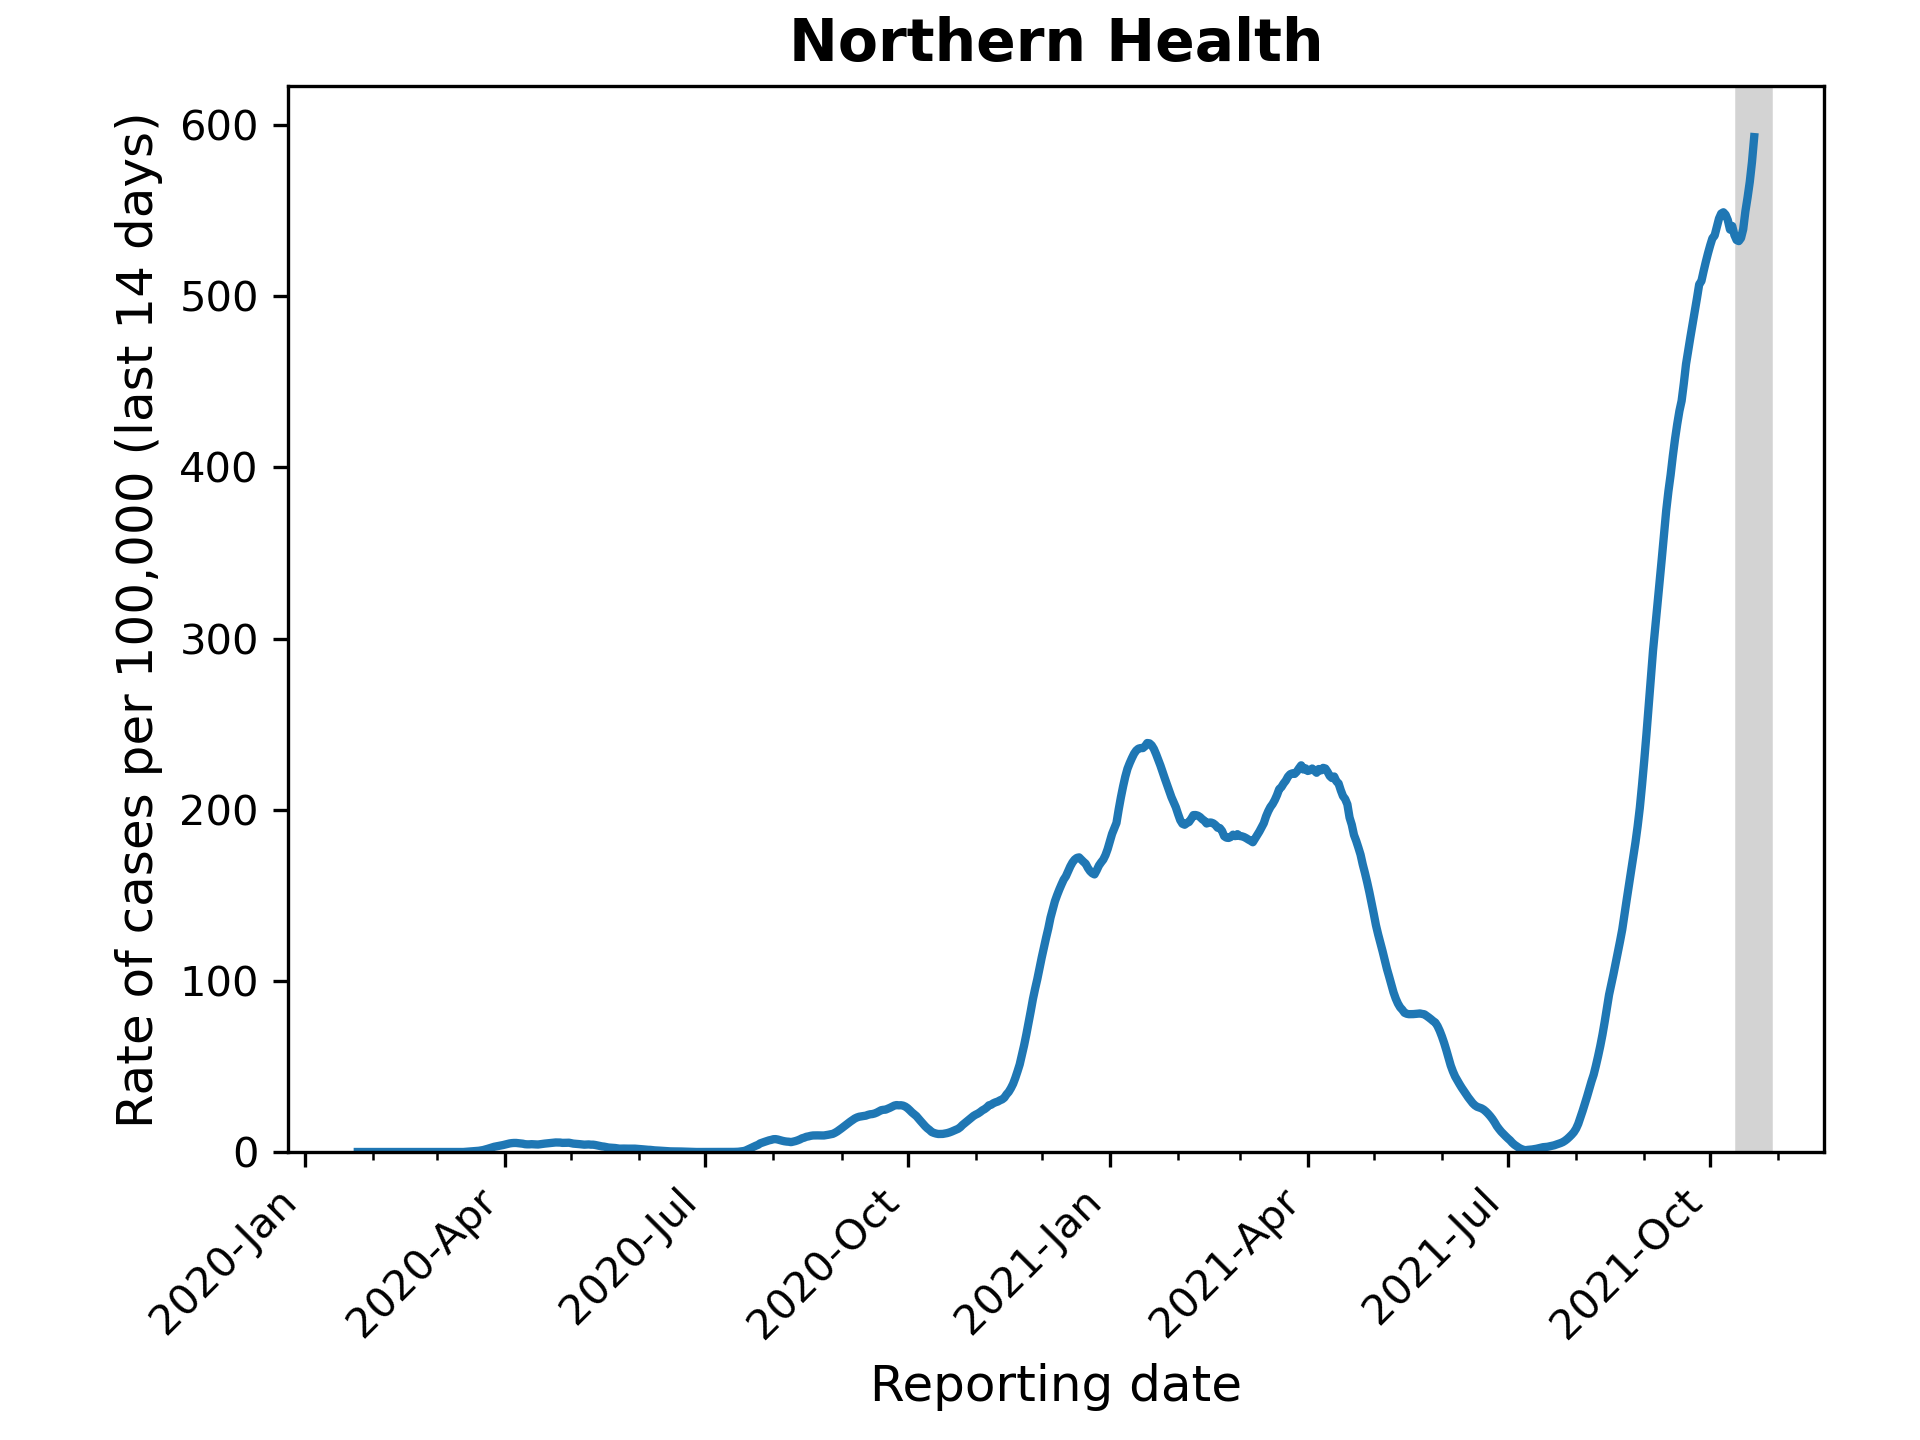 Northern Health
Rate of cases per 100,000 (last 14 days)
600
500
400
300
200
100
0
2020-Jan
2020-Apr
2020-Jul
2020-Oct
2021-Jan
2021-Apr
2021-Jul
2021-Oct
Reporting date